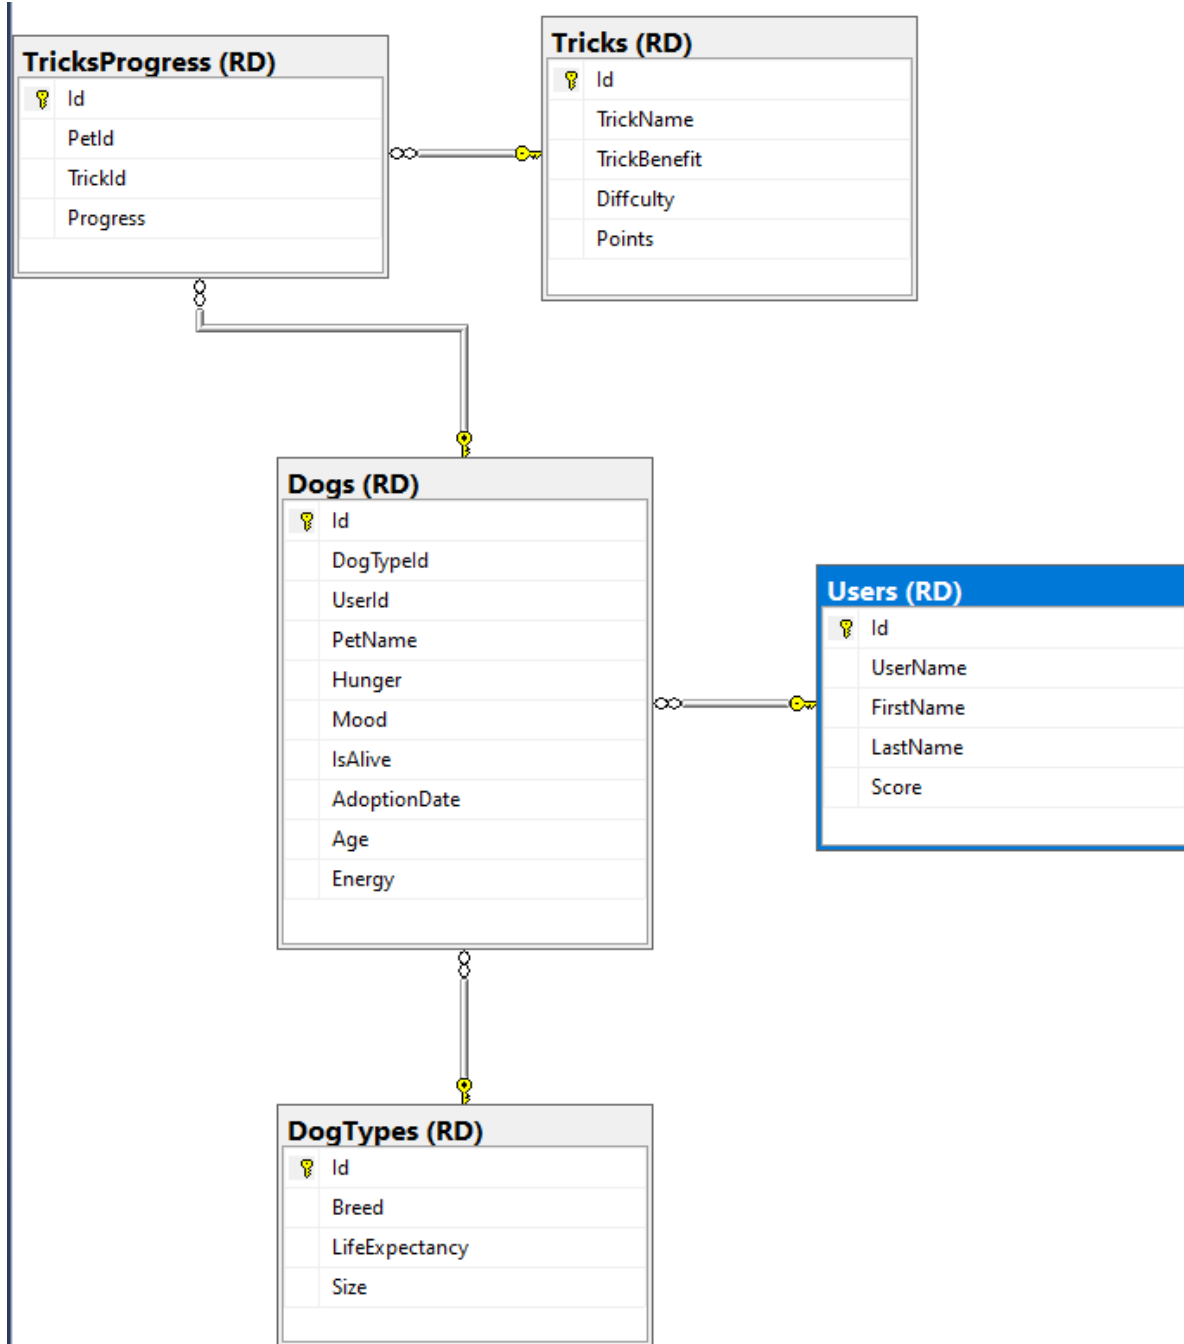 TricksProgress (RD)
Id
PetId
TrickId
Progress
Tricks (RD)
Id
TrickName
TrickBenefit
Diffculty
Points
Dogs (RD)
Id
DogTypeId
UserId
PetName
Hunger
Mood
IsAlive
AdoptionDate
Age
Energy
Users (RD)
Id
UserName
FirstName
LastName
Score
DogTypes (RD)
Id
Breed
LifeExpectancy
Size